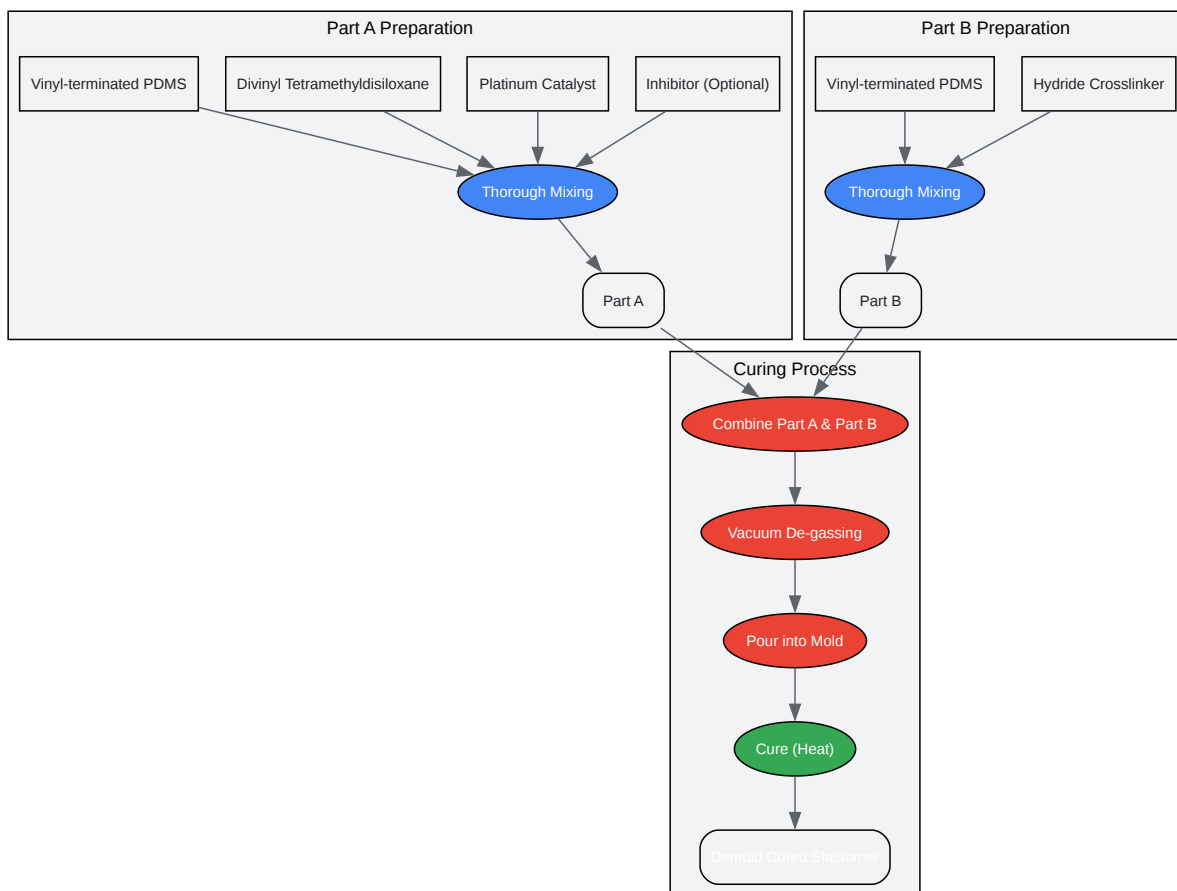 Part A Preparation
Part B Preparation
Vinyl-terminated PDMS
Divinyl Tetramethyldisiloxane
Platinum Catalyst
Inhibitor (Optional)
Vinyl-terminated PDMS
Hydride Crosslinker
Thorough Mixing
Thorough Mixing
Part A
Part B
Curing Process
Combine Part A & Part B
Vacuum De-gassing
Pour into Mold
Cure (Heat)
Demold Cured Elastomer